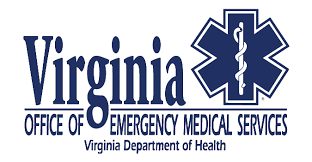 Virginia
OFFICE OF EMERGENCY MEDICAL SERVICES
Virginia Department of Health